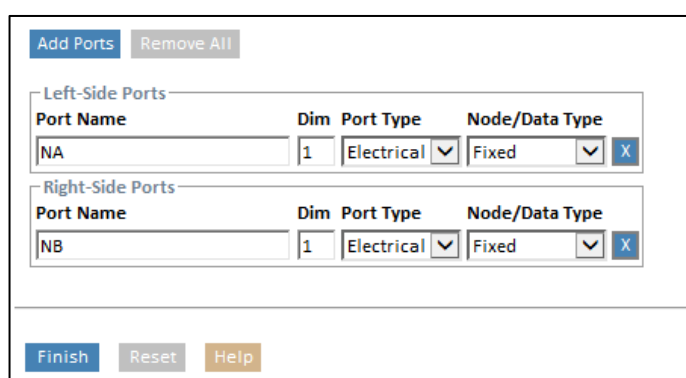 Add Ports Remove All
Left-Side Ports
Port Name Dim Port Type Node/Data Type
NA 1 Electrical Fixed X
Right-Side Ports
Port Name Dim Port Type Node/Data Type
NB 1 Electrical Fixed X
Finish Reset Help